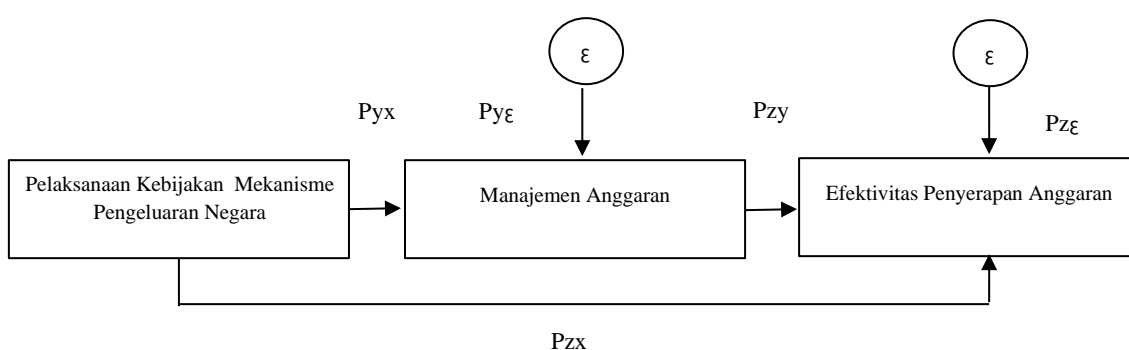 ε
ε
Pyx
Pyε
Pzy
Pzε
Pelaksanaan Kebijakan Mekanisme
Pengeluaran Negara
Manajemen Anggaran
Efektivitas Penyerapan Anggaran
Pzx